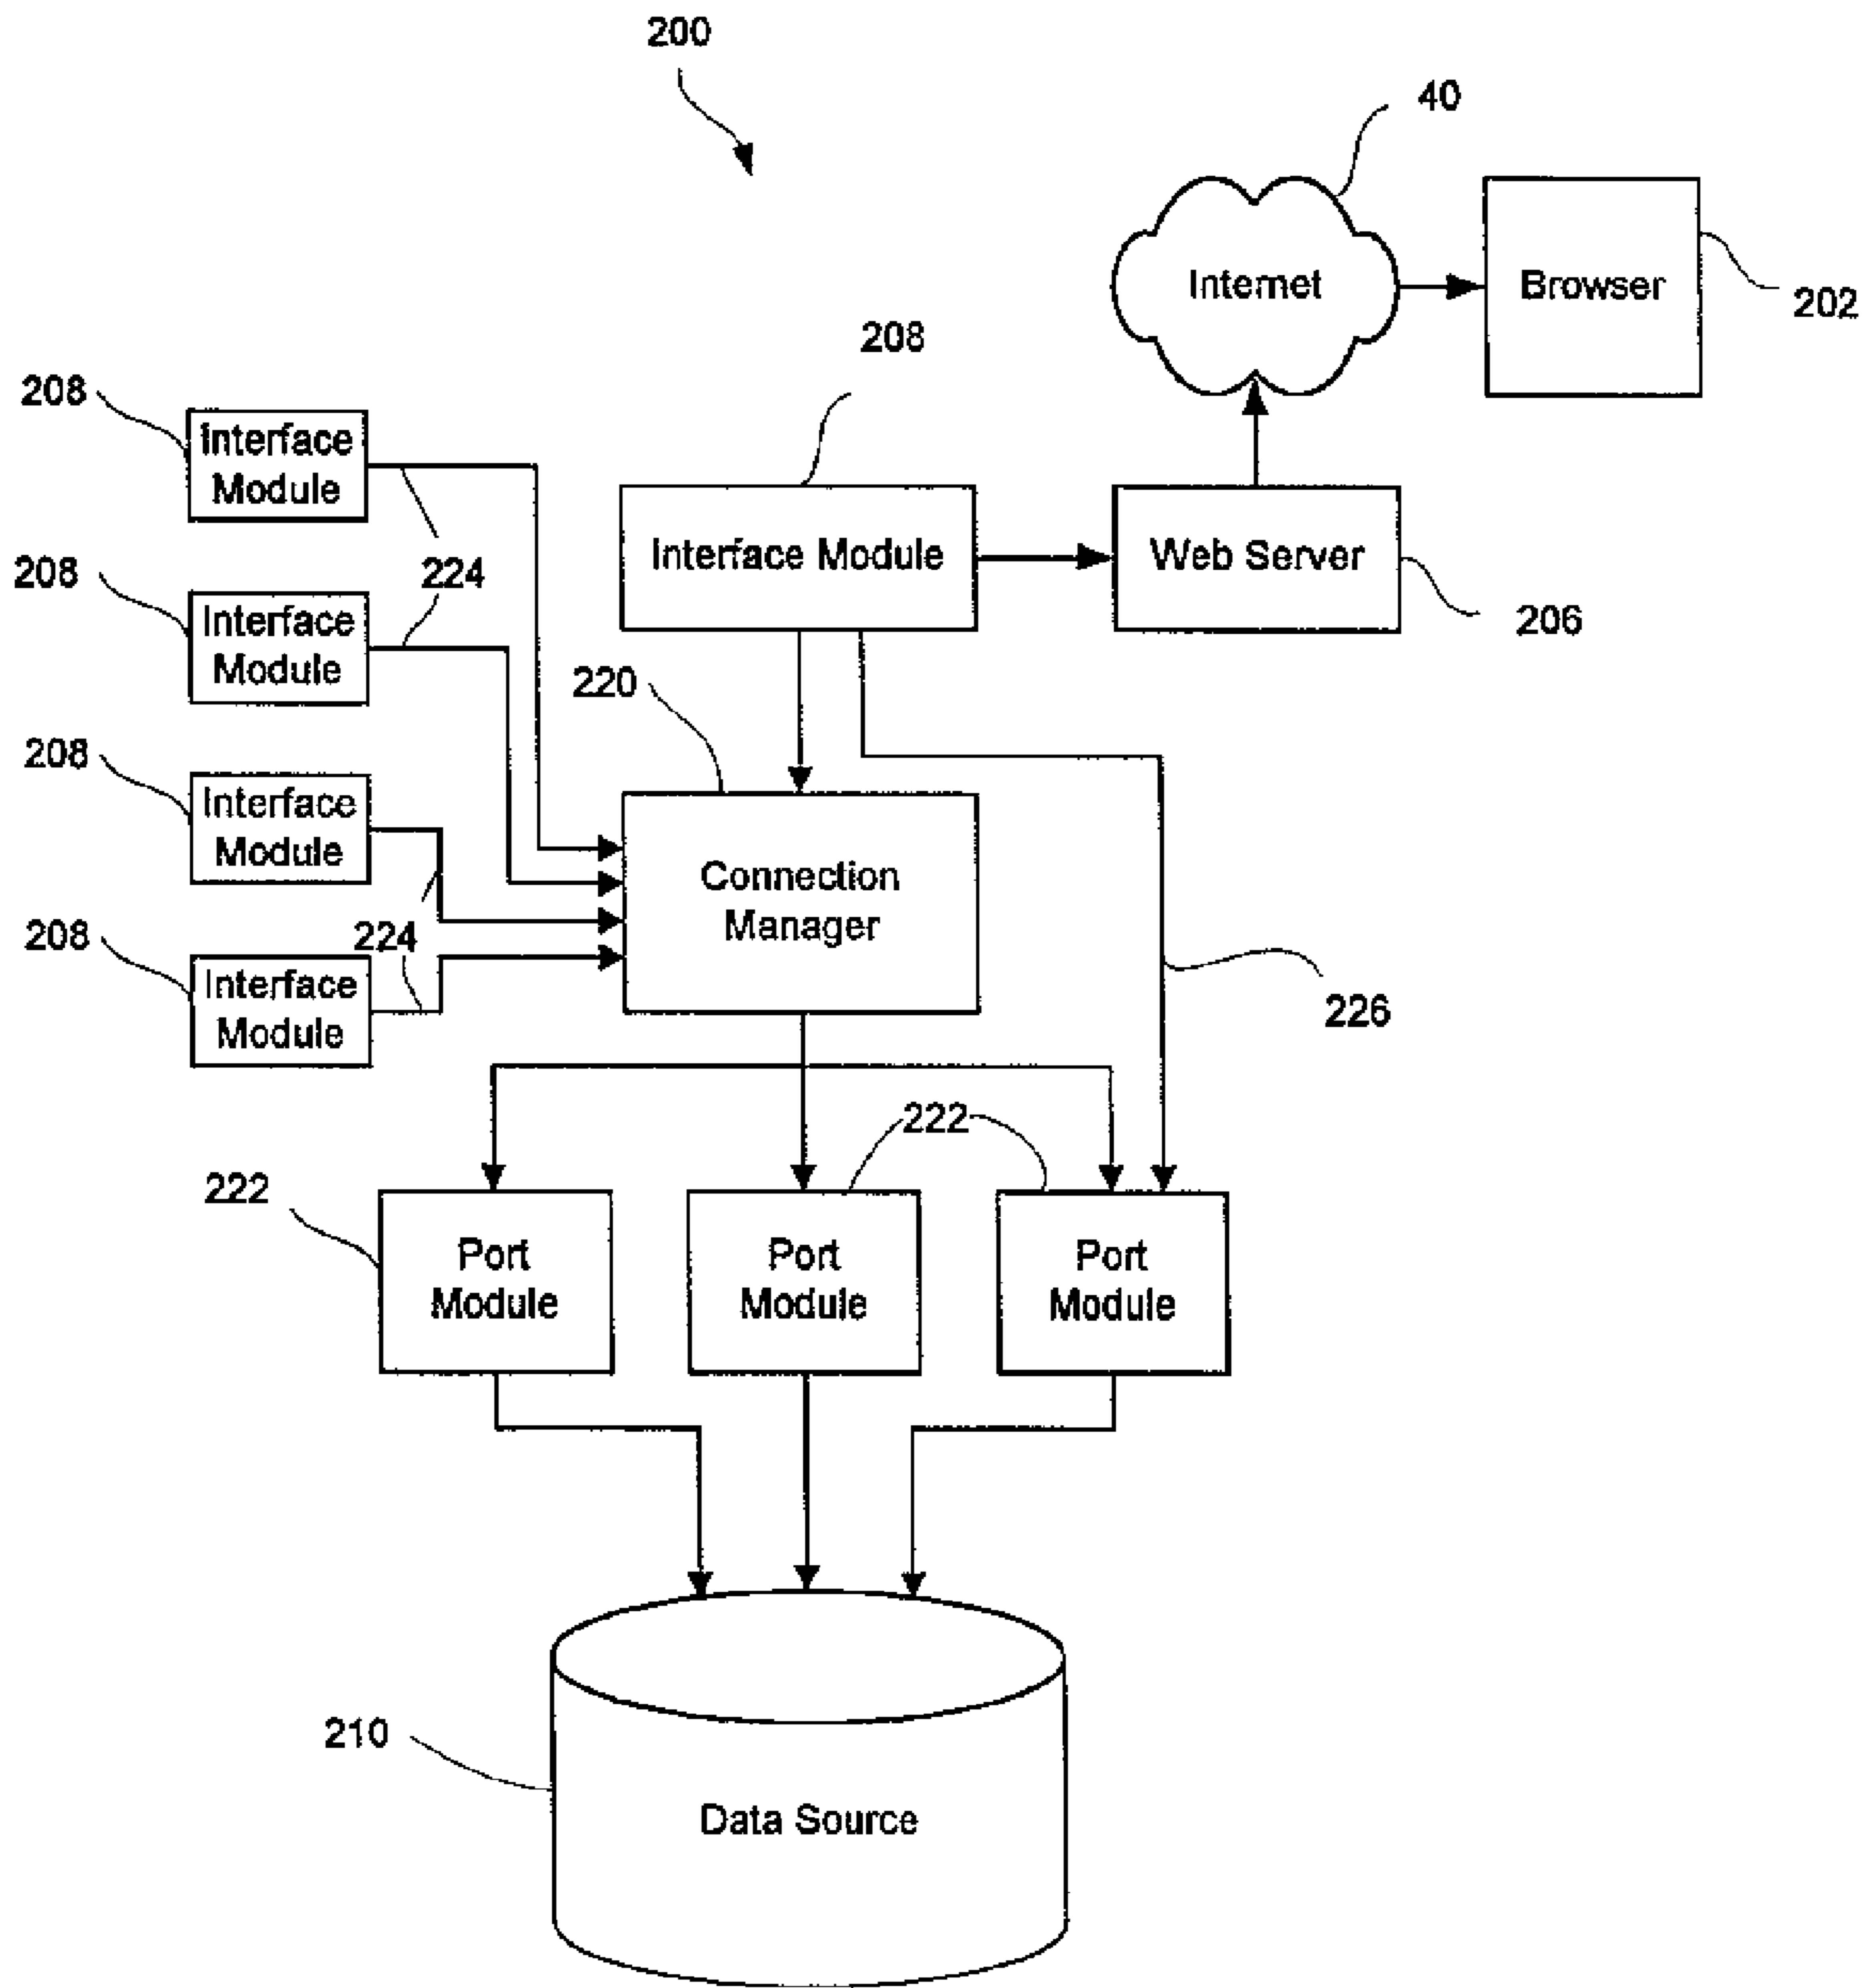 200
40
Internet
Browser
202
208
208
Interface
Module
Interface Module
Web Server
206
224
208
Interface
Module
220
208
Interface
Module
Connection
Manager
208
224
Interface
Module
226
222
222
Port
Module
Port
Module
Port
Module
210
Data Source